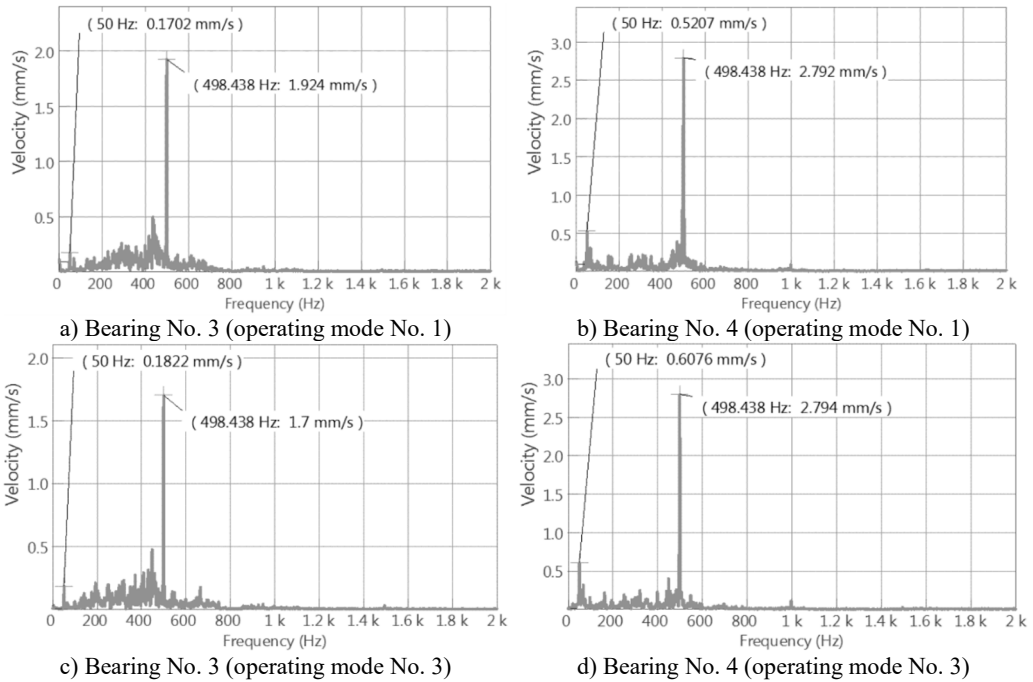 ( 50 Hz:  0.1702 mm/s )
( 498.438 Hz:  1.924 mm/s )
Velocity (mm/s)
2.0
1.5
1.0
0.5
0 200 400 600 800 1 k 1.2 k 1.4 k 1.6 k 1.8 k 2 k
Frequency (Hz)
a) Bearing No. 3 (operating mode No. 1)
( 50 Hz:  0.5207 mm/s )
( 498.438 Hz:  2.792 mm/s )
Velocity (mm/s)
3.0
2.5
2.0
1.5
1.0
0.5
0 200 400 600 800 1 k 1.2 k 1.4 k 1.6 k 1.8 k 2 k
Frequency (Hz)
b) Bearing No. 4 (operating mode No. 1)
( 50 Hz:  0.1822 mm/s )
( 498.438 Hz:  1.7 mm/s )
Velocity (mm/s)
2.0
1.5
1.0
0.5
0 200 400 600 800 1 k 1.2 k 1.4 k 1.6 k 1.8 k 2 k
Frequency (Hz)
c) Bearing No. 3 (operating mode No. 3)
( 50 Hz:  0.6076 mm/s )
( 498.438 Hz:  2.794 mm/s )
Velocity (mm/s)
3.0
2.5
2.0
1.5
1.0
0.5
0 200 400 600 800 1 k 1.2 k 1.4 k 1.6 k 1.8 k 2 k
Frequency (Hz)
d) Bearing No. 4 (operating mode No. 3)